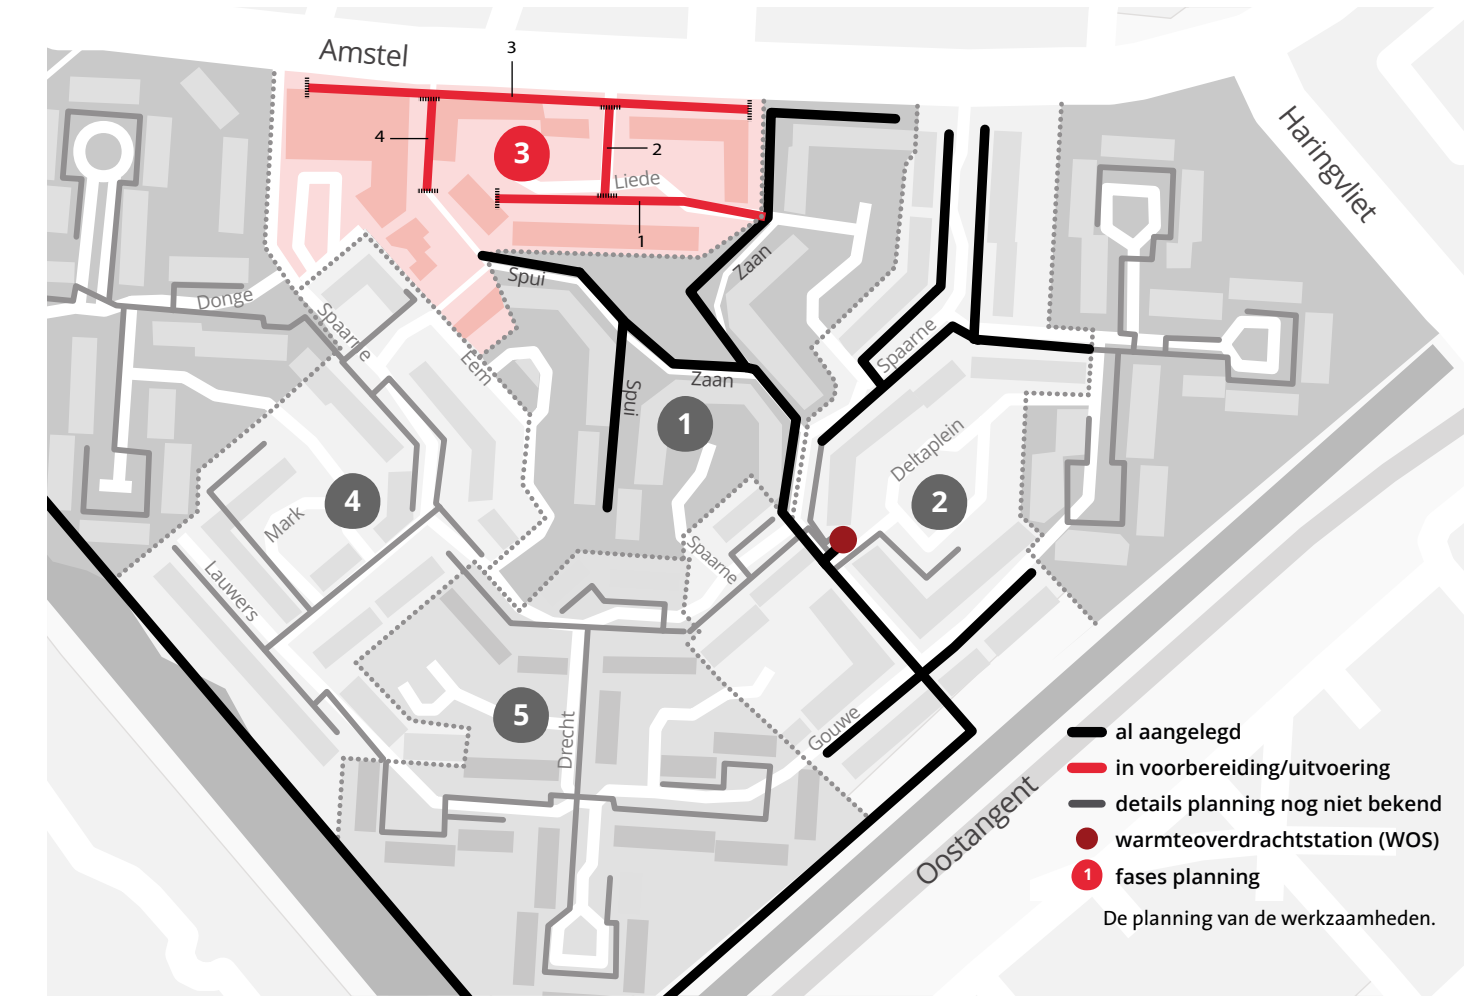 Amstel
3
4
3
2
Liede
1
Haringvliet
Zaan
Spui
Donge
Spaarne
Spaarne
Eem
Zaan
Spui
1
Deltaplein
4
2
Mark
Spaarne
Lauwers
5
Drecht
Gouwe
Oostangent
al aangelegd
in voorbereiding/uitvoering
details planning nog niet bekend
warmteoverdrachtstation (WOS)
1 fases planning
De planning van de werkzaamheden.